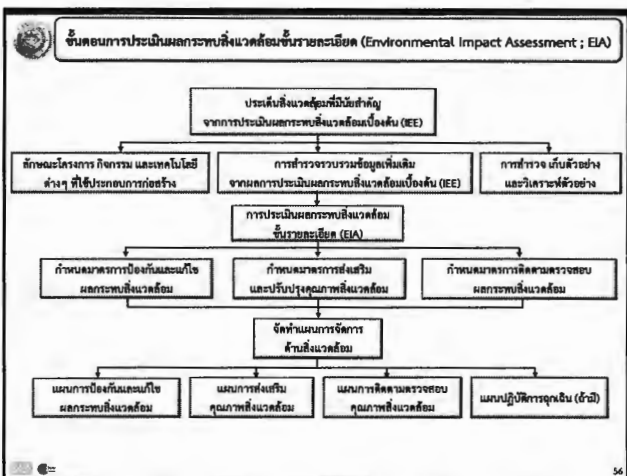 ขั้นตอนการประเมินผลกระทบสิ่งแวดล้อมขั้นรายละเอียด (Environmental Impact Assessment ; EIA)
ประเด็นสิ่งแวดล้อมที่มีนัยสำคัญ
จากการประเมินผลกระทบสิ่งแวดล้อมเบื้องต้น (IEE)
ลักษณะโครงการ กิจกรรม และเทคโนโลยี
ต่างๆ ที่ใช้ประกอบการก่อสร้าง
การสำรวจรวบรวมข้อมูลเพิ่มเติม
จากผลการประเมินผลกระทบสิ่งแวดล้อมเบื้องต้น (IEE)
การสำรวจ เก็บตัวอย่าง
และวิเคราะห์ตัวอย่าง
การประเมินผลกระทบสิ่งแวดล้อม
ขั้นรายละเอียด (EIA)
กำหนดมาตรการป้องกันและแก้ไข
ผลกระทบสิ่งแวดล้อม
กำหนดมาตรการส่งเสริม
และปรับปรุงคุณภาพสิ่งแวดล้อม
กำหนดมาตรการติดตามตรวจสอบ
ผลกระทบสิ่งแวดล้อม
จัดทำแผนการจัดการ
ด้านสิ่งแวดล้อม
แผนการป้องกันและแก้ไข
ผลกระทบสิ่งแวดล้อม
แผนการส่งเสริม
คุณภาพสิ่งแวดล้อม
แผนการติดตามตรวจสอบ
คุณภาพสิ่งแวดล้อม
แผนปฏิบัติการฉุกเฉิน (ถ้ามี)
56